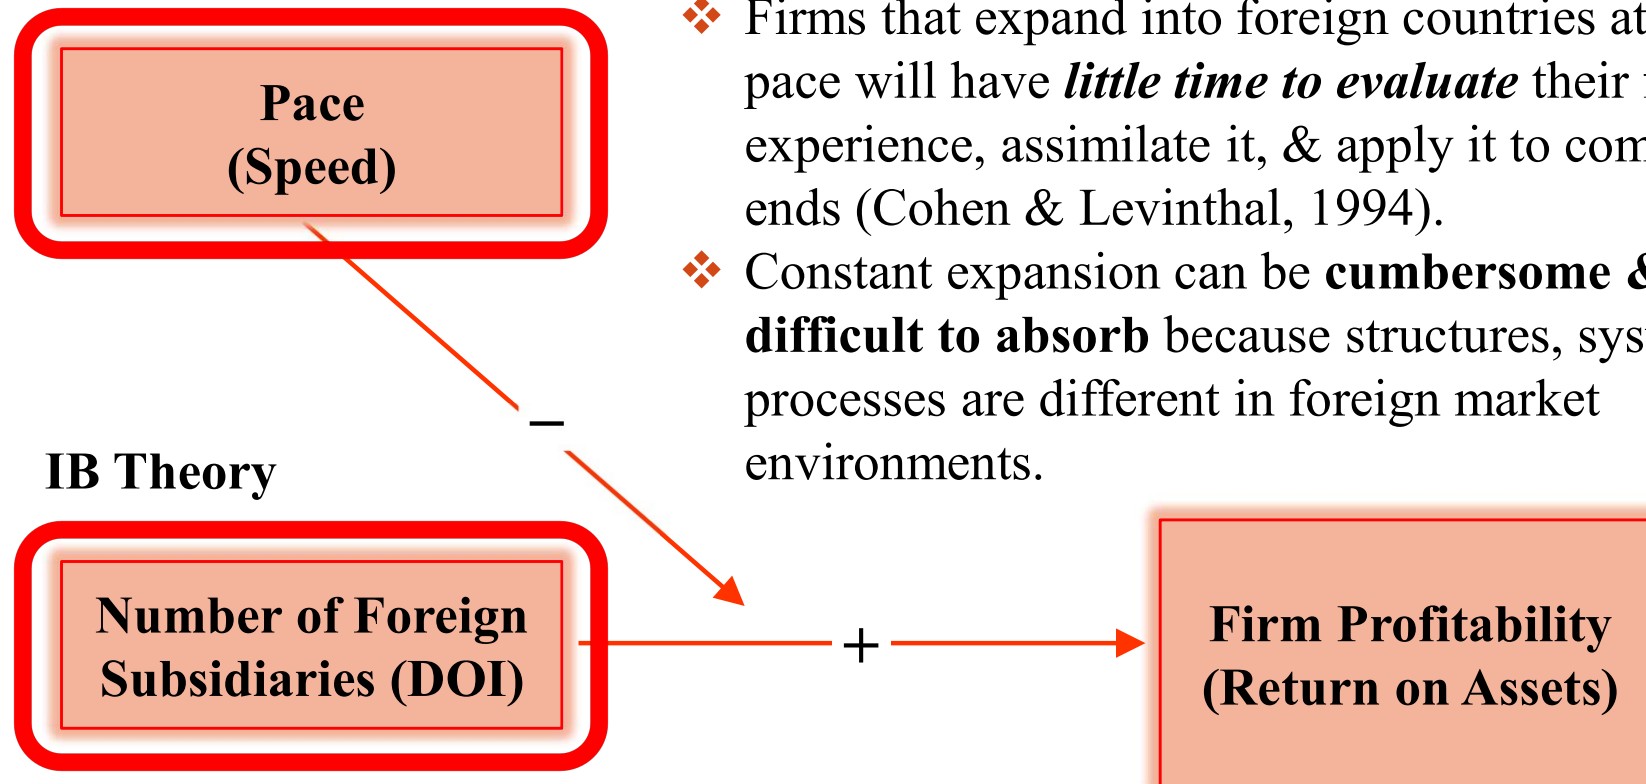 Pace
(Speed)
Firms that expand into foreign countries at
pace will have little time to evaluate their
experience, assimilate it, & apply it to
ends (Cohen & Levinthal, 1994).
Constant expansion can be cumbersome &
difficult to absorb because structures,
processes are different in foreign market
environments.
–
IB Theory
Number of Foreign
Subsidiaries (DOI)
+
Firm Profitability
(Return on Assets)